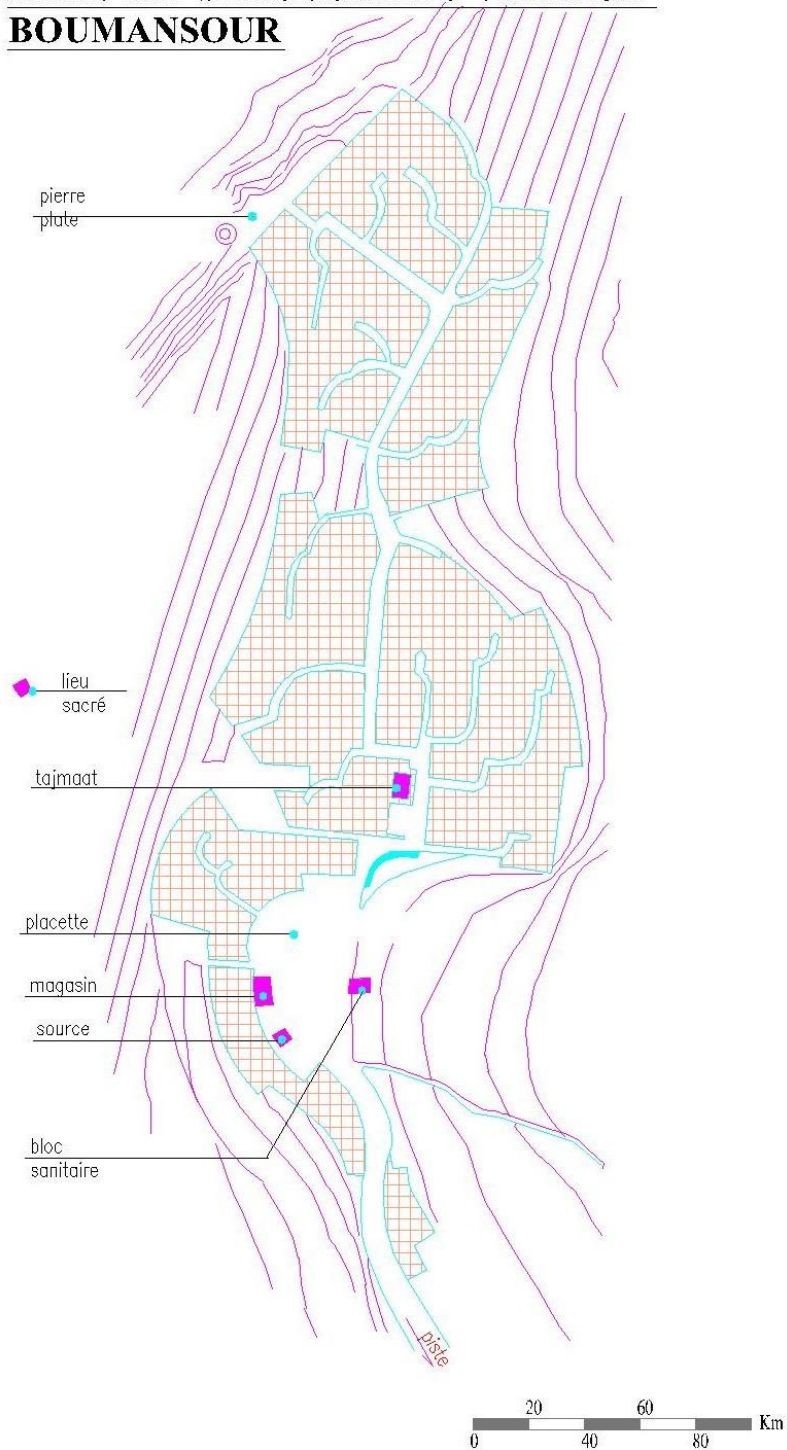 BOUMANSOUR
pierre
plate
lieu
sacré
tajmaat
placette
magasin
source
bloc
sanitaire
piste
20 60
Km
0 40 80